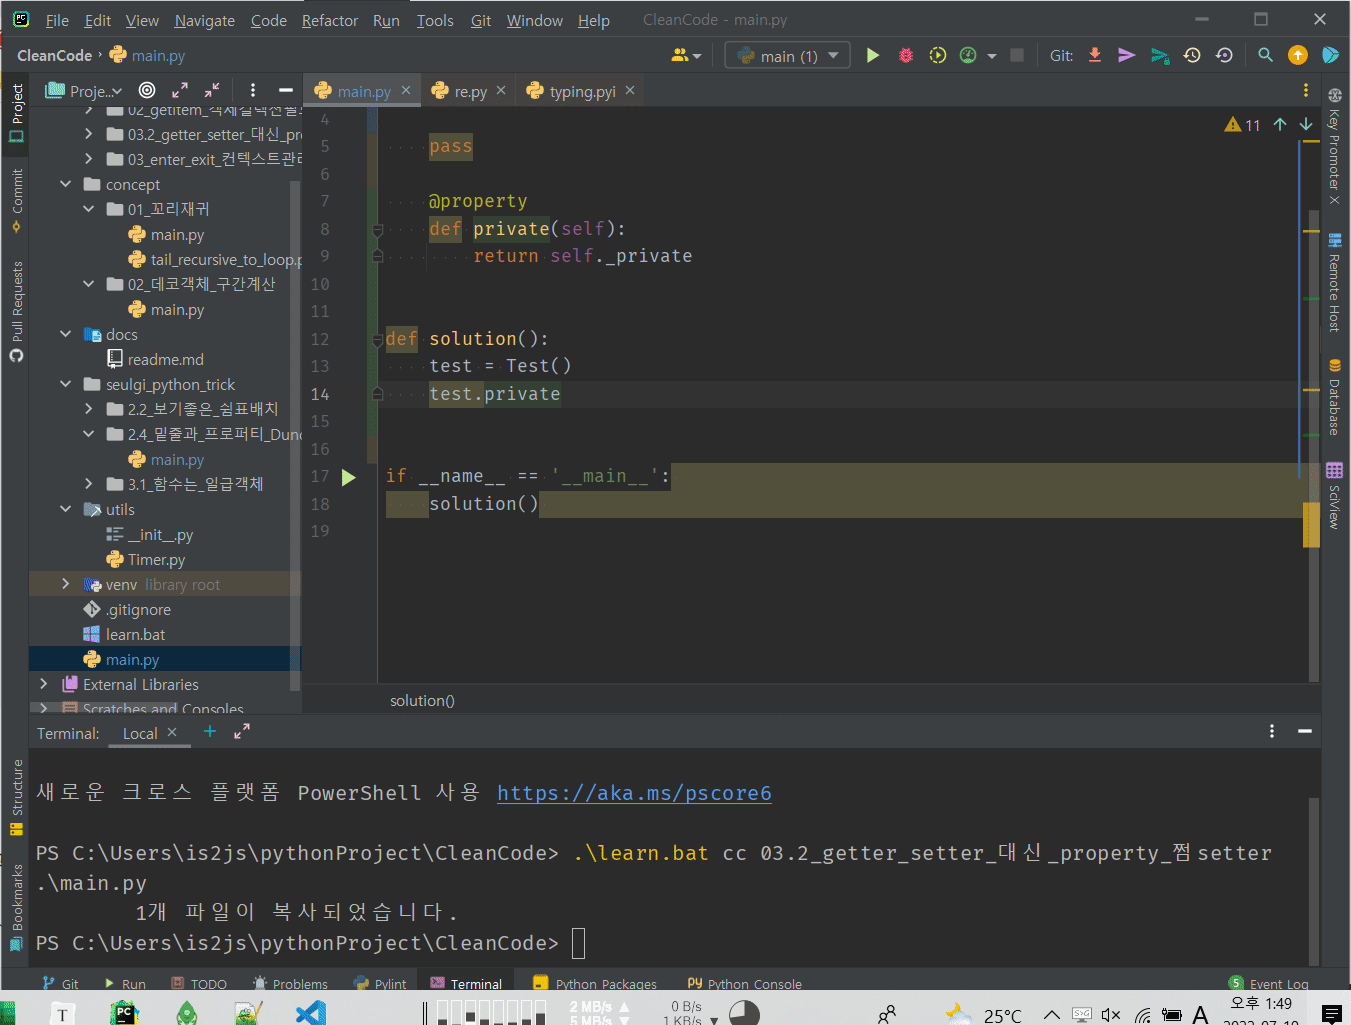 File Edit View Navigate Code Refactor Run Tools Git Window Help CleanCode - main.py
CleanCode › main.py main (1) Git:
Project
Commit
Pull Requests
Structure
Bookmarks
Proje...
03.2_getter_setter_대신_pr
03_enter_exit_컨텍스트관리
concept
01_꼬리재귀
main.py
tail_recursive_to_loop.p
02_데코객체_구간계산
main.py
docs
readme.md
seulgi_python_trick
2.2_보기좋은_쉼표배치
2.4_밑줄과_프로퍼티_Dund
main.py
3.1_함수는_일급객체
utils
__init__.py
Timer.py
venv library root
.gitignore
learn.bat
main.py
External Libraries
Scratches and Consoles
main.py re.py typing.pyi
11
4
5 pass
6
7 @property
8 def private(self):
9 return self._private
10
11
12 def solution():
13 test = Test()
14 test.private
15
16
17 if __name__ == '__main__':
18 solution()
19
solution()
Key Promoter X
Remote Host
Database
SciView
Terminal: Local
새로운 크로스 플랫폼 PowerShell 사용 https://aka.ms/pscore6
PS C:\Users\is2js\pythonProject\CleanCode> .\learn.bat cc 03.2_getter_setter_대신_property_쩜setter
.\main.py
1개 파일이 복사되었습니다.
PS C:\Users\is2js\pythonProject\CleanCode>
Git Run TODO Problems Pylint Terminal Python Packages Python Console 5 Event Log
T PC 2 MB/s 0 B/s 25°C A 오후 1:49
5 MB/s 1 KB/s